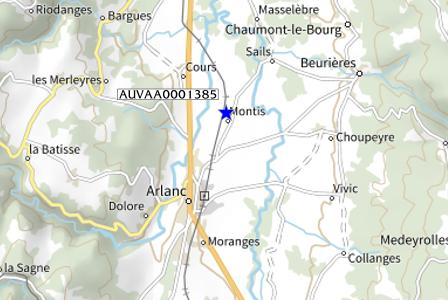 Riodanges
Bargues
Masselèbre
Chaumont-le-Bourg
Sails
Beurières
Cours
les Merleyres
AUVAA0001385
Montis
Choupeyre
la Batisse
Arlanc
Vivic
Dolore
Moranges
Medeyrolles
Collanges
la Sagne